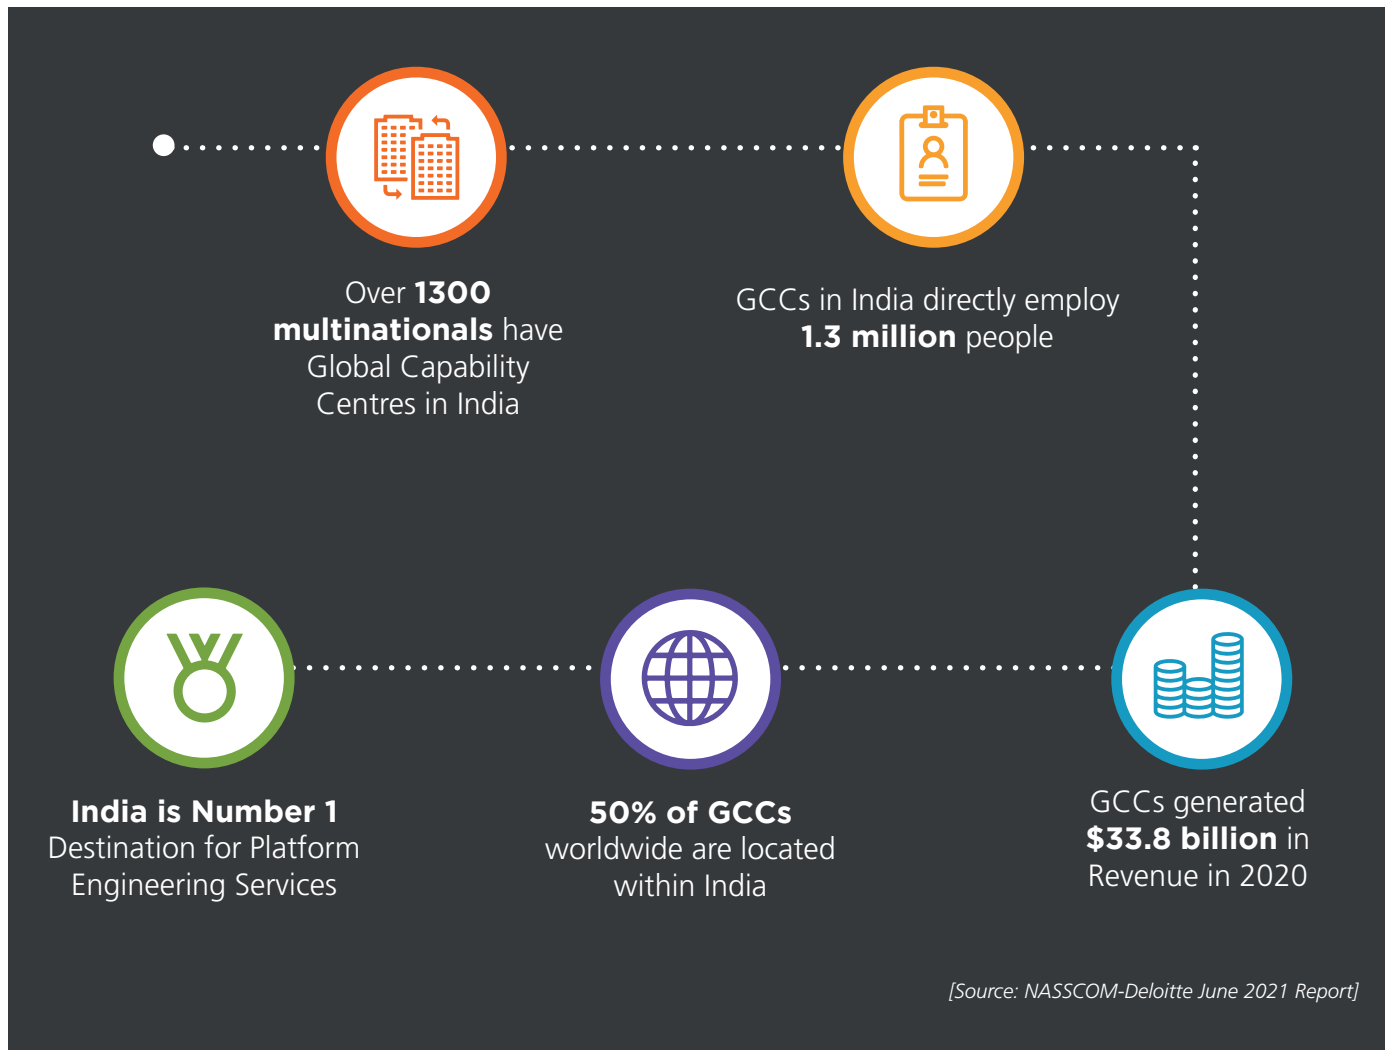 Over 1300
multinationals have
Global Capability
Centres in India
GCCs in India directly employ
1.3 million people
GCCs generated
$33.8 billion in
Revenue in 2020
50% of GCCs
worldwide are located
within India
India is Number 1
Destination for Platform
Engineering Services
[Source: NASSCOM-Deloitte June 2021 Report]